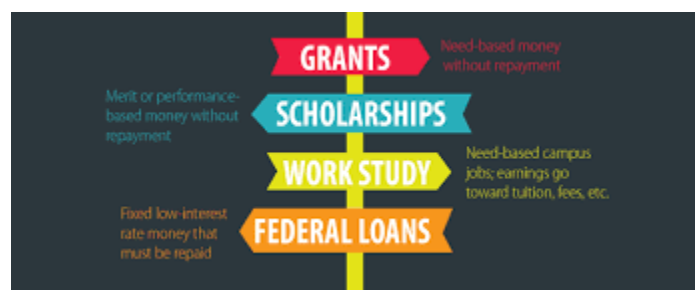 GRANTS
Need-based money
without repayment
Merit or performance-
based money without
repayment
SCHOLARSHIPS
WORK STUDY
Need-based campus
jobs; earnings go
toward tuition, fees, etc.
Fixed low-interest
rate money that
must be repaid
FEDERAL LOANS